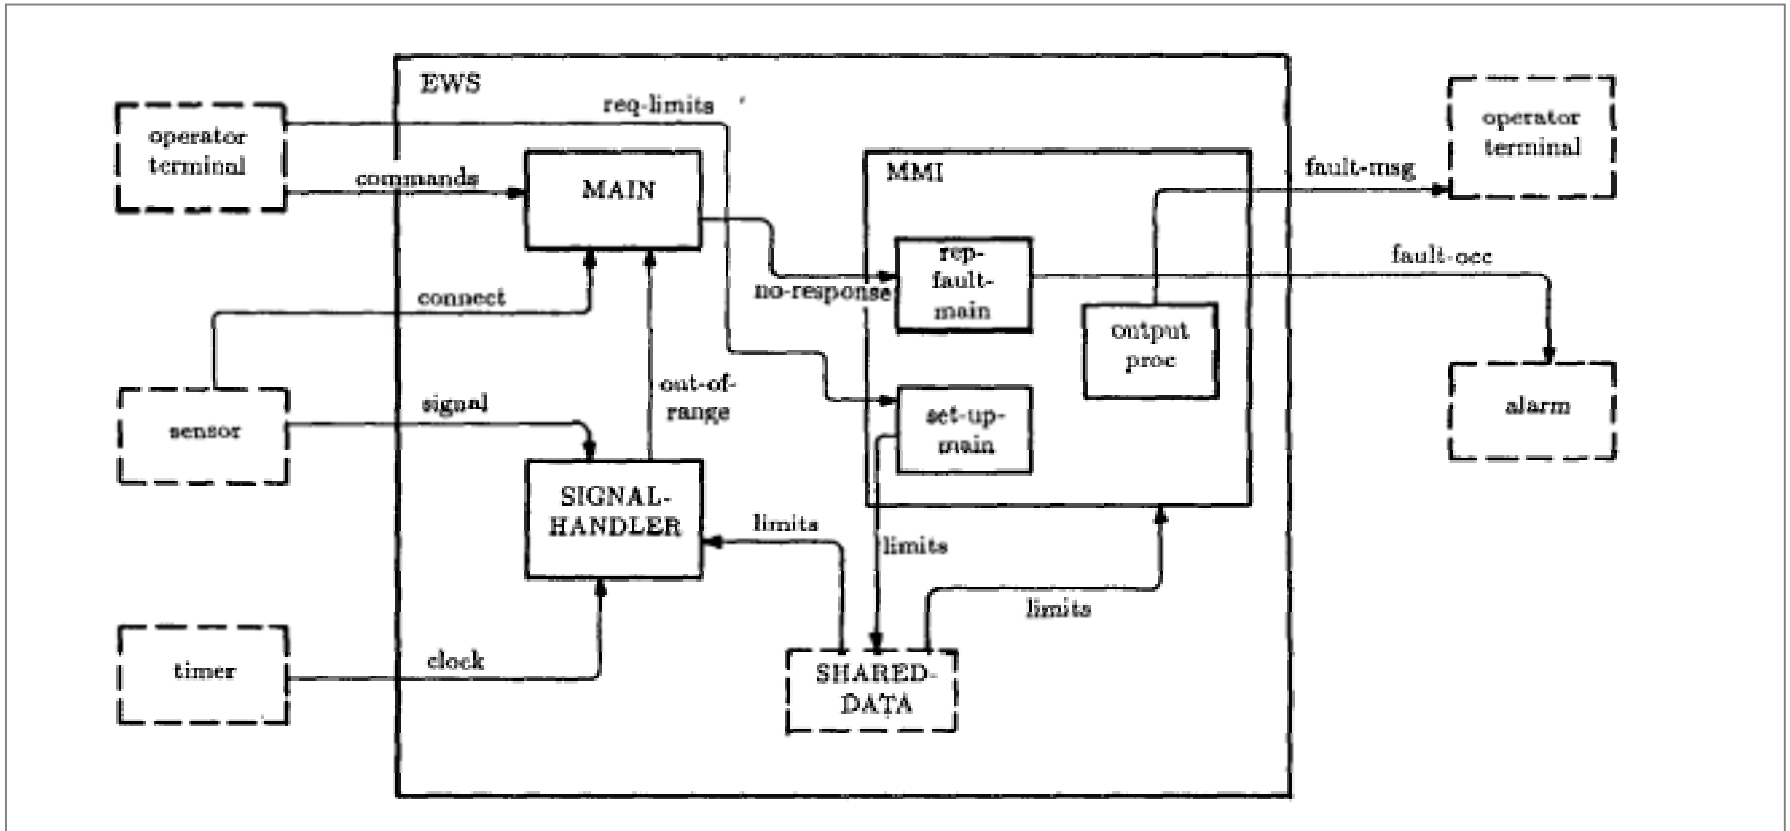 EWS
req-limits
operator
terminal
commands
MAIN
MMI
operator
terminal
fault-msg
rep-
fault-
main
no-response
fault-occ
connect
output
proc
sensor
signal
out-of-
range
set-up-
main
alarm
SIGNAL-
HANDLER
limits
limits
limits
timer
clock
SHARED-
DATA